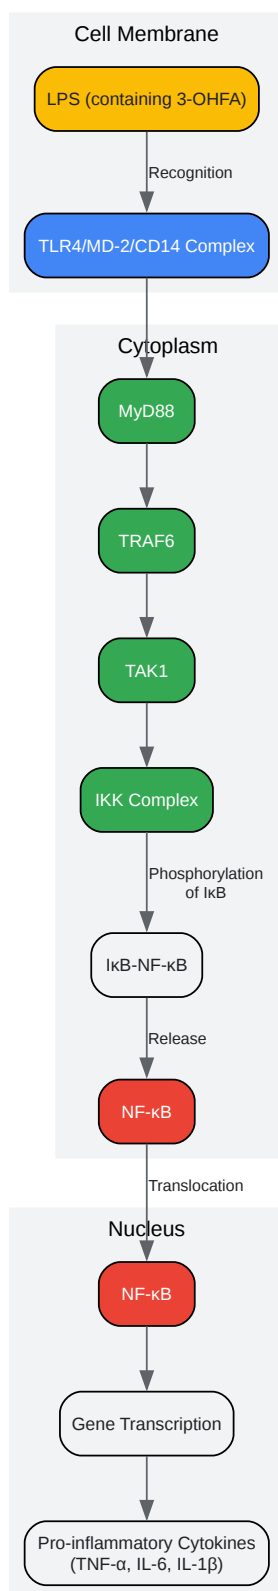 Cell Membrane
LPS (containing 3-OHFA)
Recognition
TLR4/MD-2/CD14 Complex
Cytoplasm
MyD88
TRAF6
TAK1
IKK Complex
Phosphorylation
of IκB
IκB-NF-κB
Release
NF-κB
Translocation
Nucleus
NF-κB
Gene Transcription
Pro-inflammatory Cytokines
(TNF-α, IL-6, IL-1β)